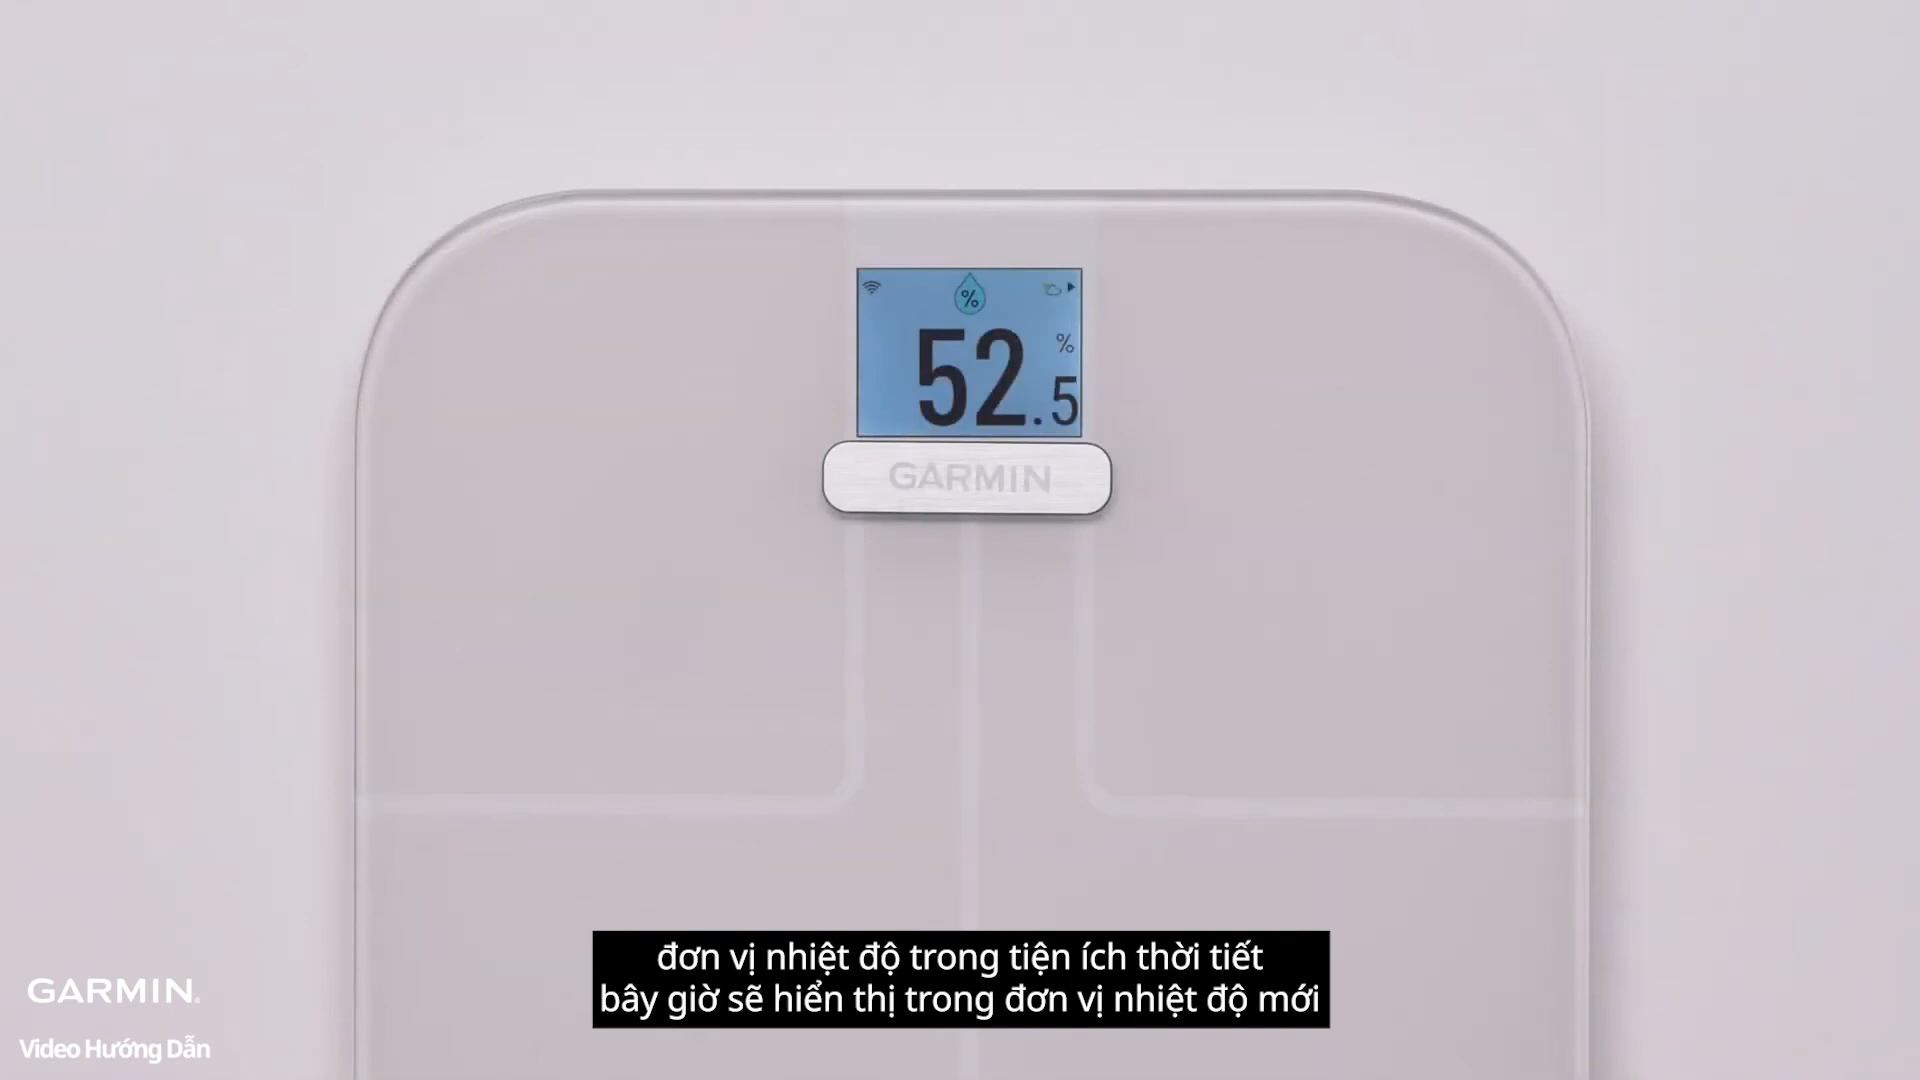 %
52.5 %
GARMIN
đơn vị nhiệt độ trong tiện ích thời tiết
bây giờ sẽ hiển thị trong đơn vị nhiệt độ mới
GARMIN.
Video Hướng Dẫn